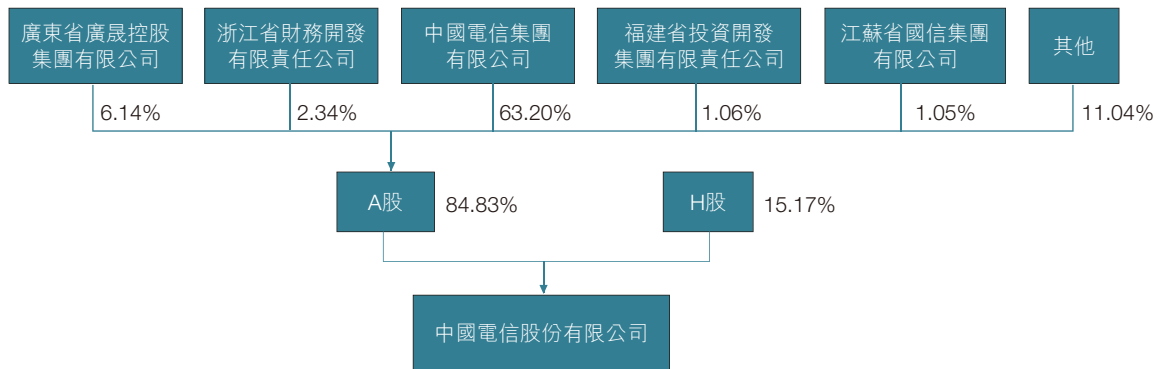 廣東省廣晟控股
集團有限公司
浙江省財務開發
有限責任公司
中國電信集團
有限公司
福建省投資開發
集團有限責任公司
江蘇省國信集團
有限公司
其他
6.14%
2.34%
63.20%
1.06%
1.05%
11.04%
A股
84.83%
H股
15.17%
中國電信股份有限公司